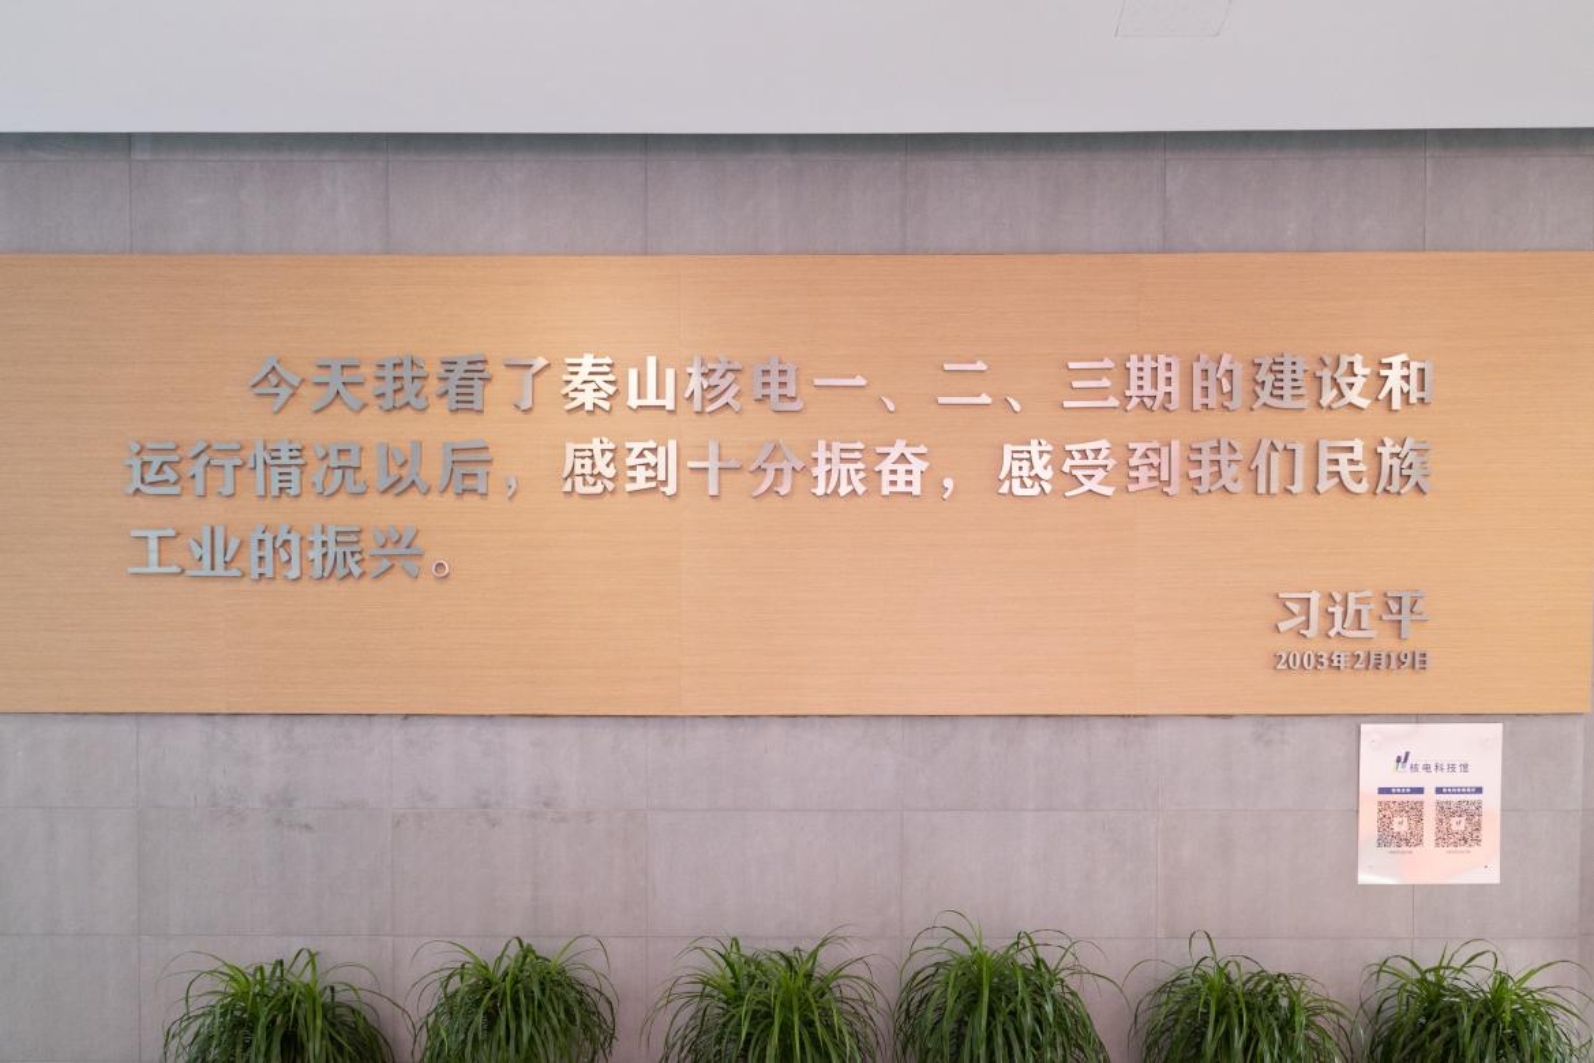 今天我看了秦山核电一、二、三期的建设和
运行情况以后，感到十分振奋，感受到我们民族
工业的振兴。
习近平
2003年2月19日
核电科技馆